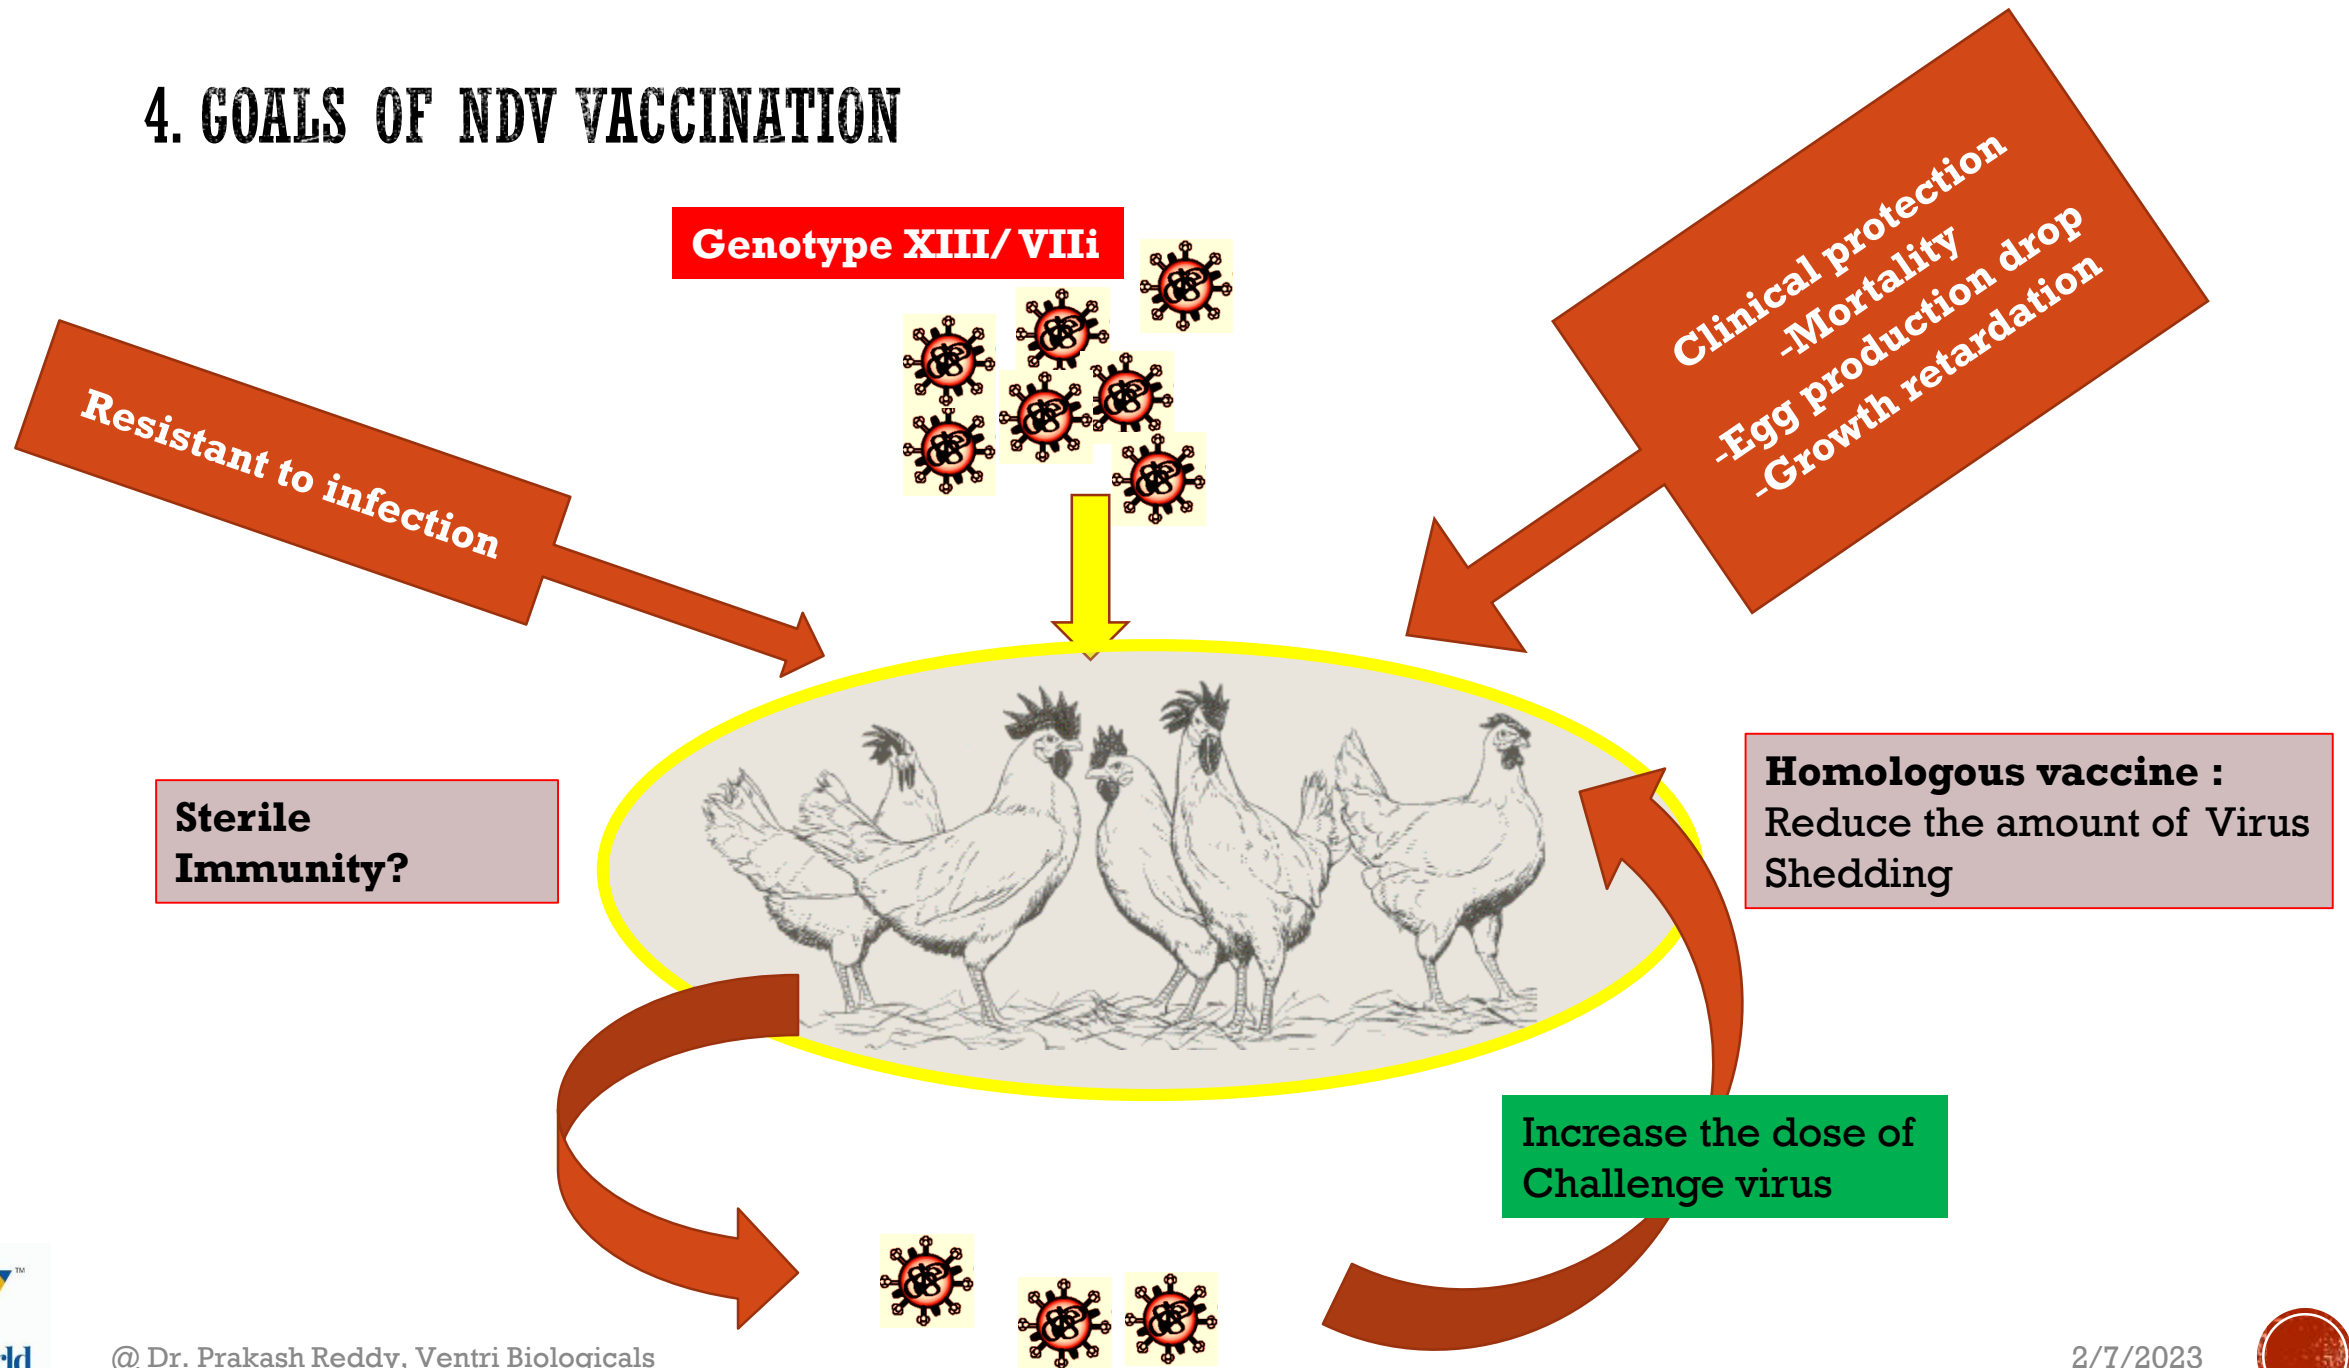 4. GOALS OF NDV VACCINATION
Genotype XIII/ VIIi
Clinical protection
-Mortality
-Egg production drop
-Growth retardation
Resistant to infection
Sterile
Immunity?
Homologous vaccine :
Reduce the amount of Virus
Shedding
Increase the dose of
Challenge virus
@ Dr. Prakash Reddy, Ventri Biologicals
2/7/2023
TM